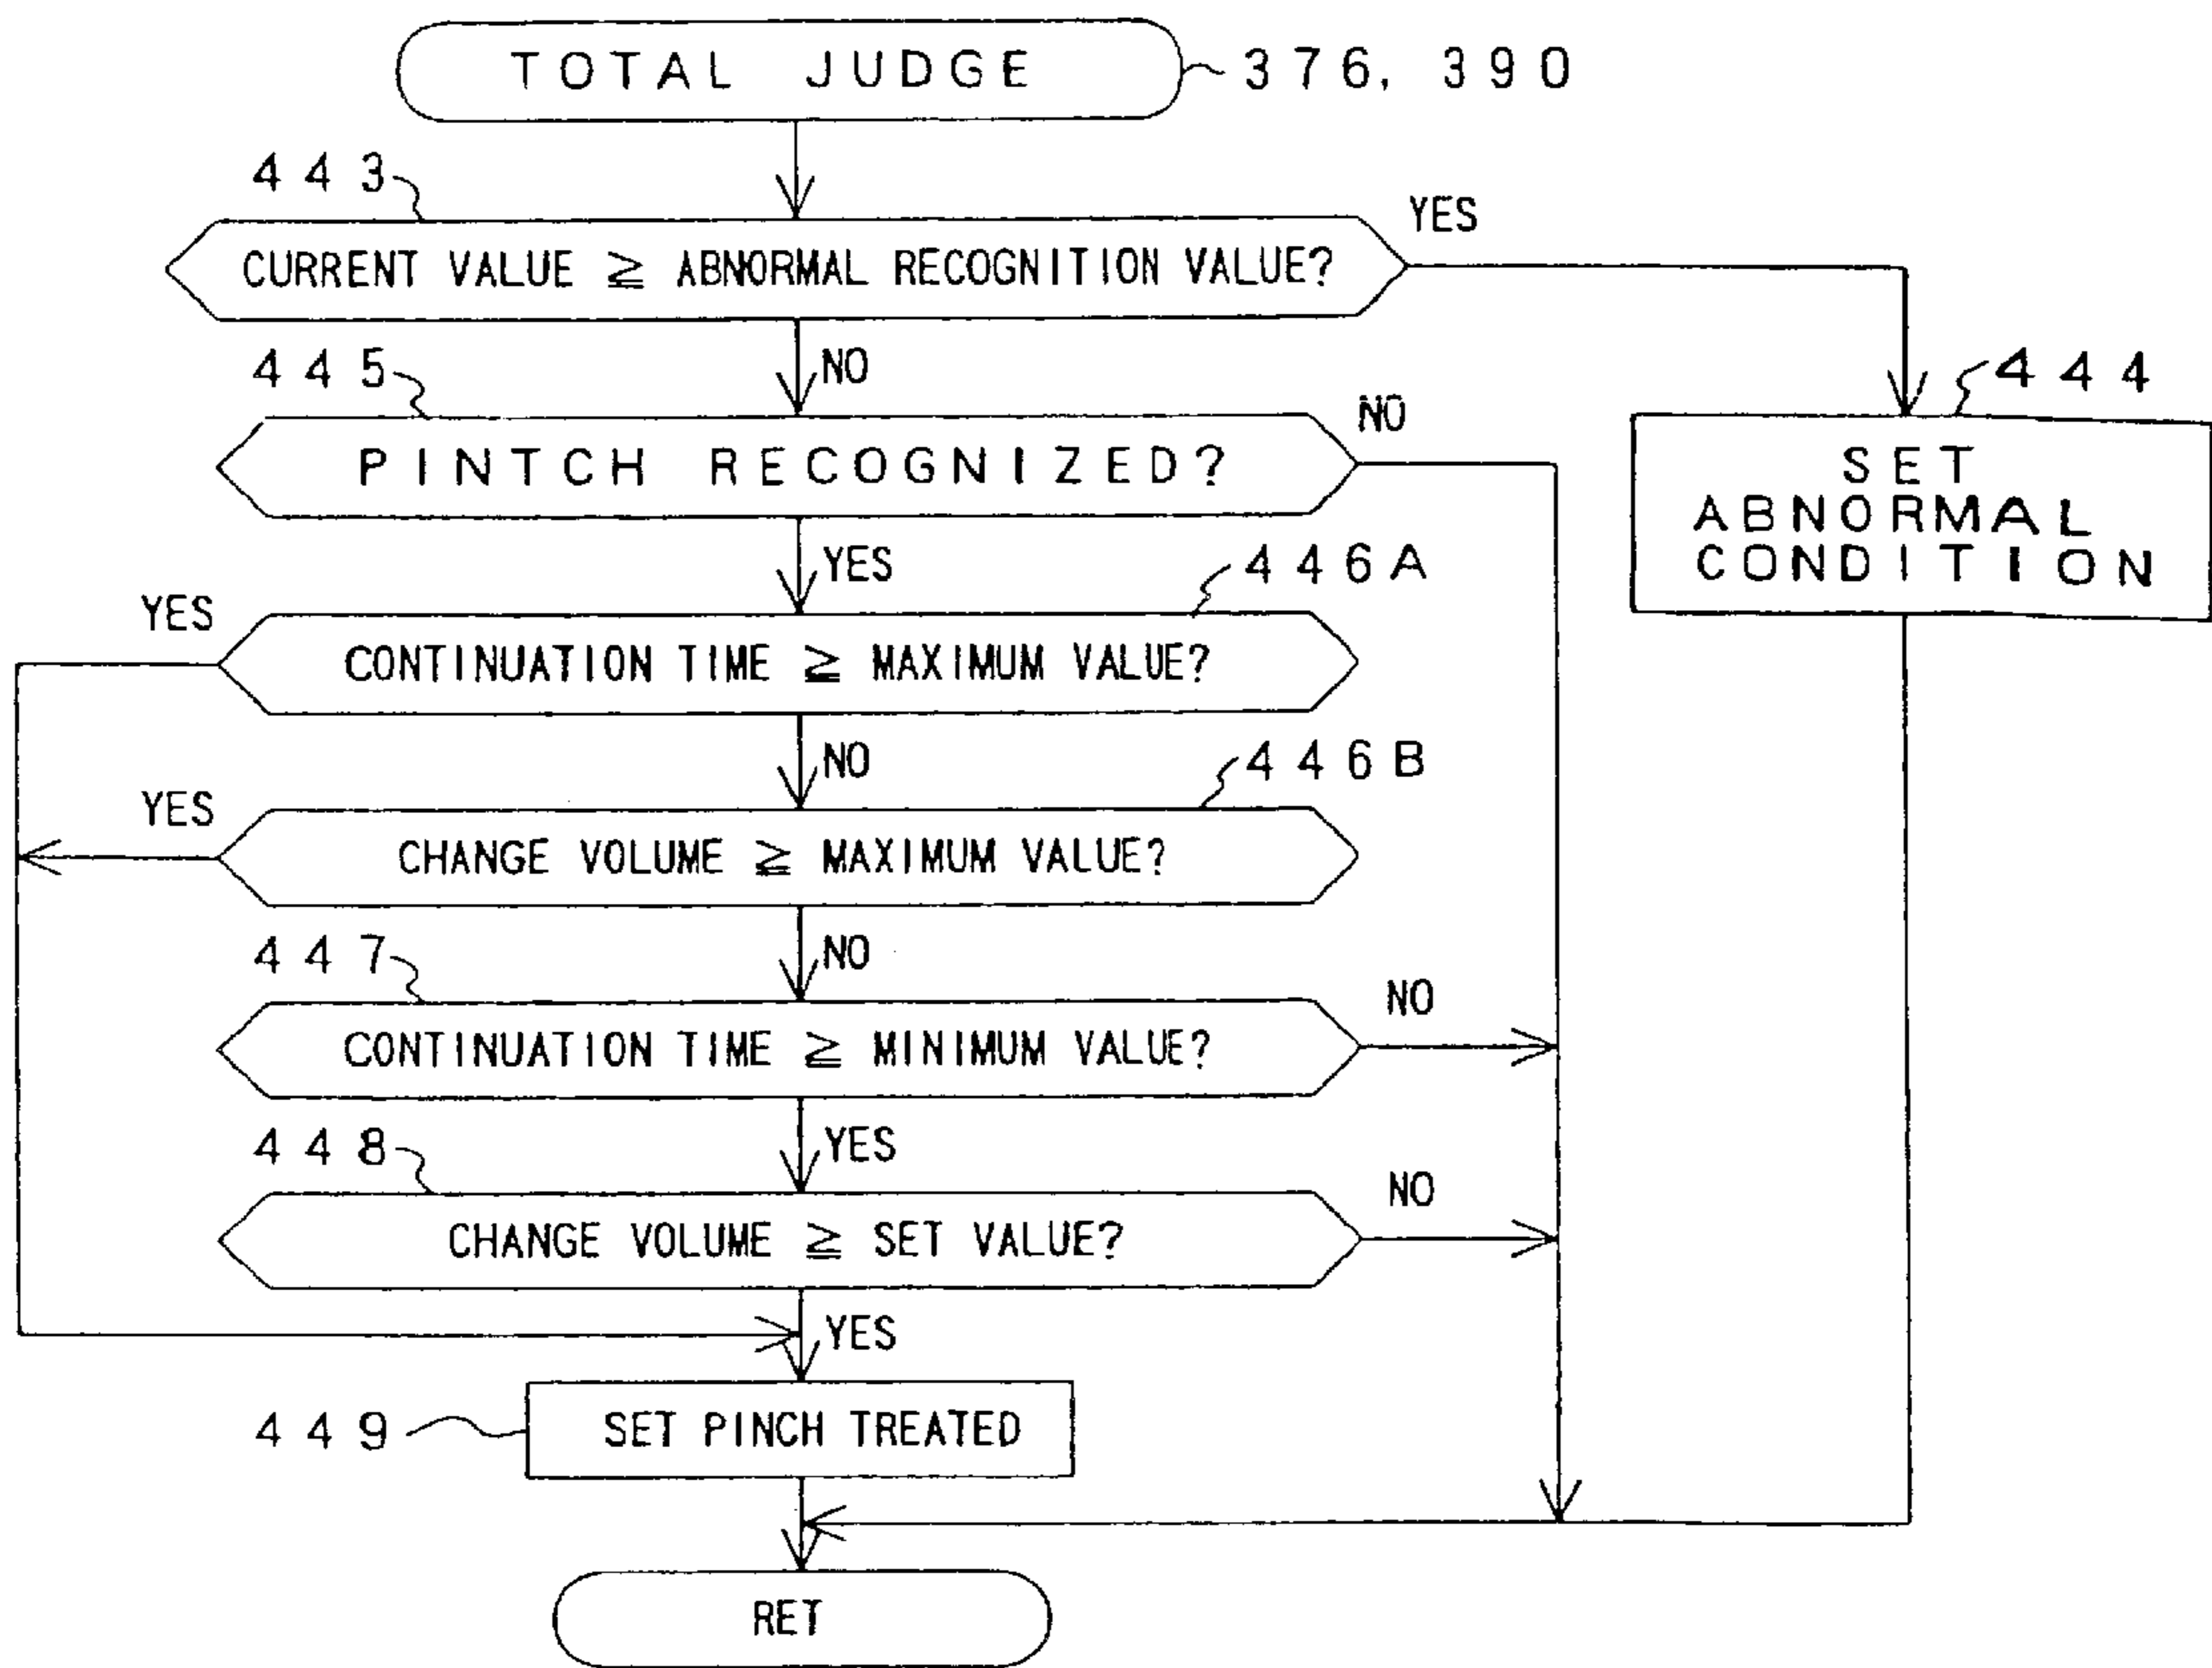 TOTAL JUDGE
376, 390
443
YES
CURRENT VALUE ≧ ABNORMAL RECOGNITION VALUE?
NO
445
444
NO
PINTCH RECOGNIZED?
SET
ABNORMAL
CONDITION
YES
446A
YES
CONTINUATION TIME ≧ MAXIMUM VALUE?
NO
446B
YES
CHANGE VOLUME ≧ MAXIMUM VALUE?
NO
447
NO
CONTINUATION TIME ≧ MINIMUM VALUE?
YES
448
NO
CHANGE VOLUME ≧ SET VALUE?
YES
449
SET PINCH TREATED
RET